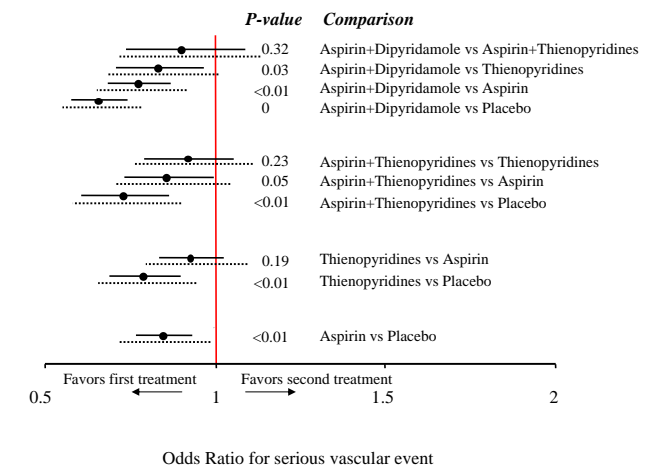 P-value Comparison
0.32 Aspirin+Dipyridamole vs Aspirin+Thienopyridines
0.03 Aspirin+Dipyridamole vs Thienopyridines
<0.01 Aspirin+Dipyridamole vs Aspirin
0 Aspirin+Dipyridamole vs Placebo
0.23 Aspirin+Thienopyridines vs Thienopyridines
0.05 Aspirin+Thienopyridines vs Aspirin
<0.01 Aspirin+Thienopyridines vs Placebo
0.19 Thienopyridines vs Aspirin
<0.01 Thienopyridines vs Placebo
<0.01 Aspirin vs Placebo
Favors first treatment Favors second treatment
0.5 1 1.5 2
Odds Ratio for serious vascular event